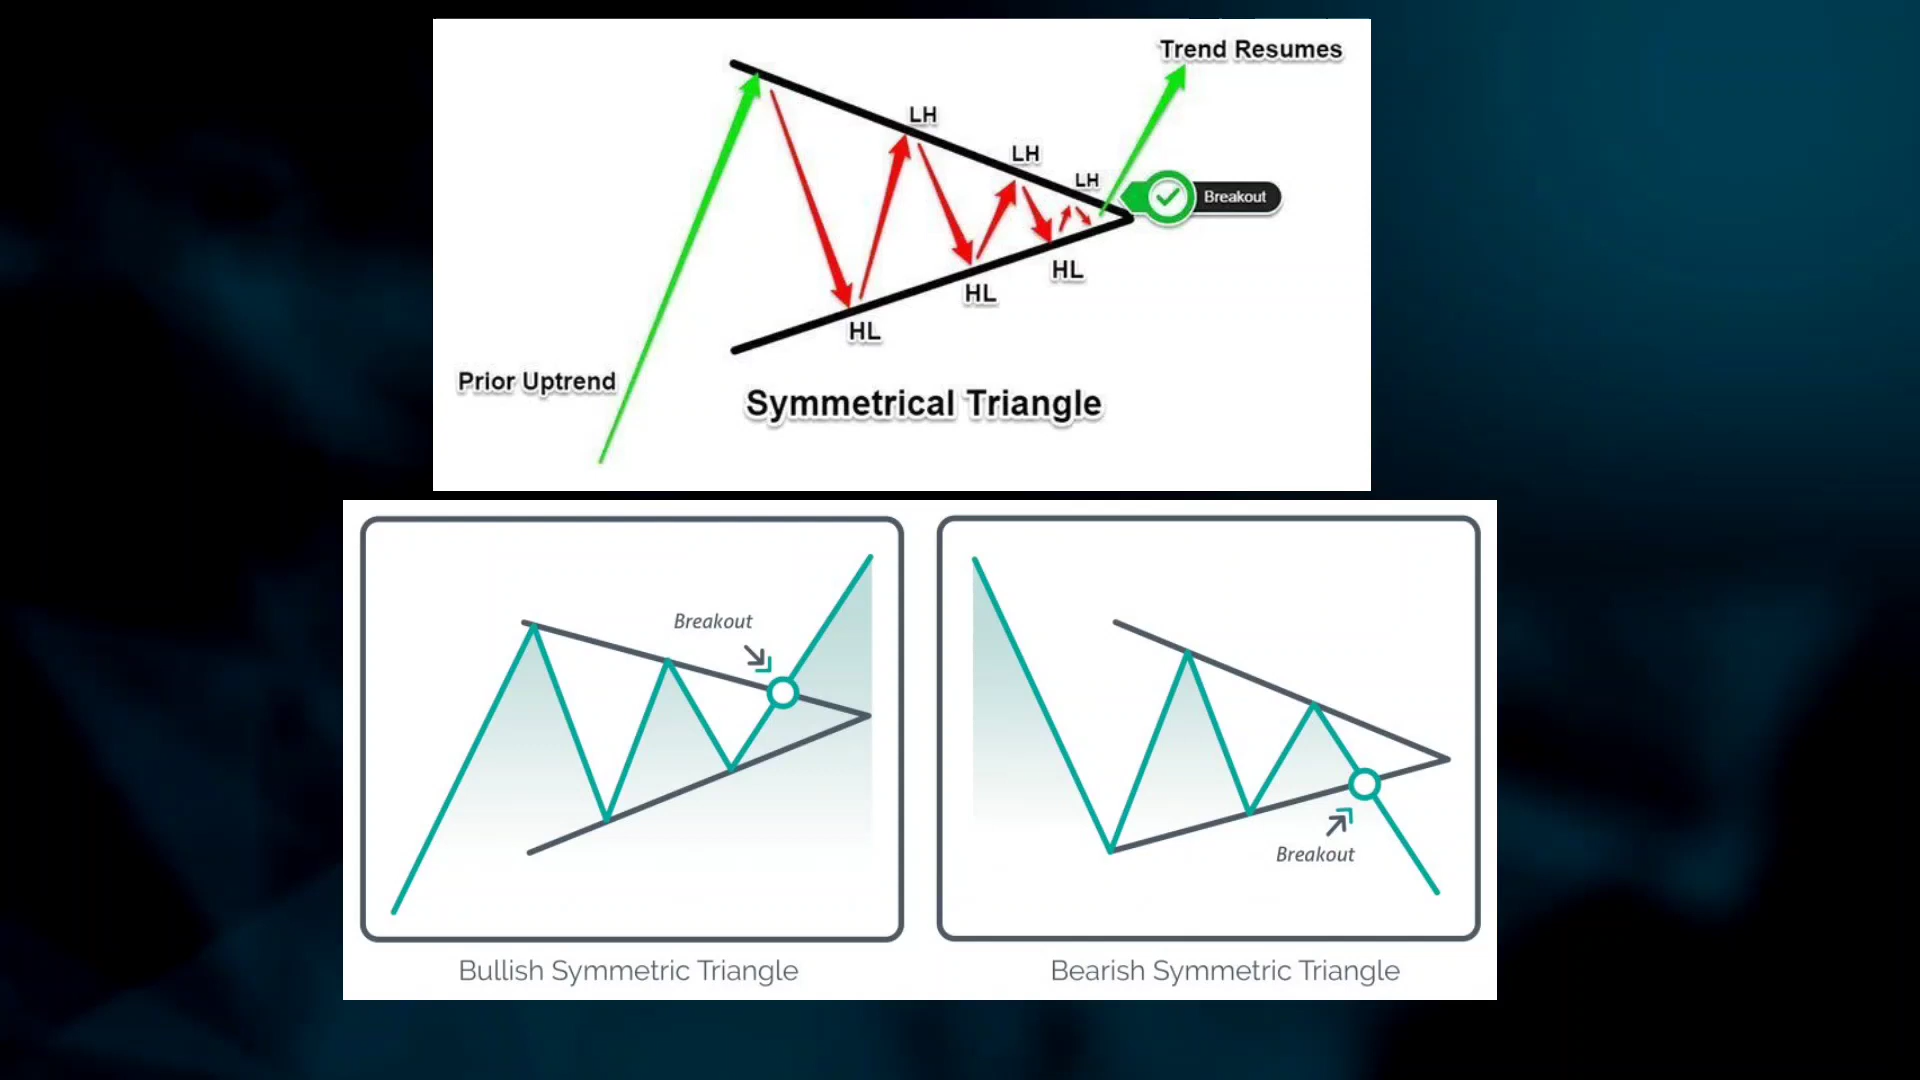 Trend Resumes
LH
LH
LH
Breakout
HL
HL
HL
Prior Uptrend
Symmetrical Triangle
Breakout
Breakout
Bullish Symmetric Triangle
Bearish Symmetric Triangle